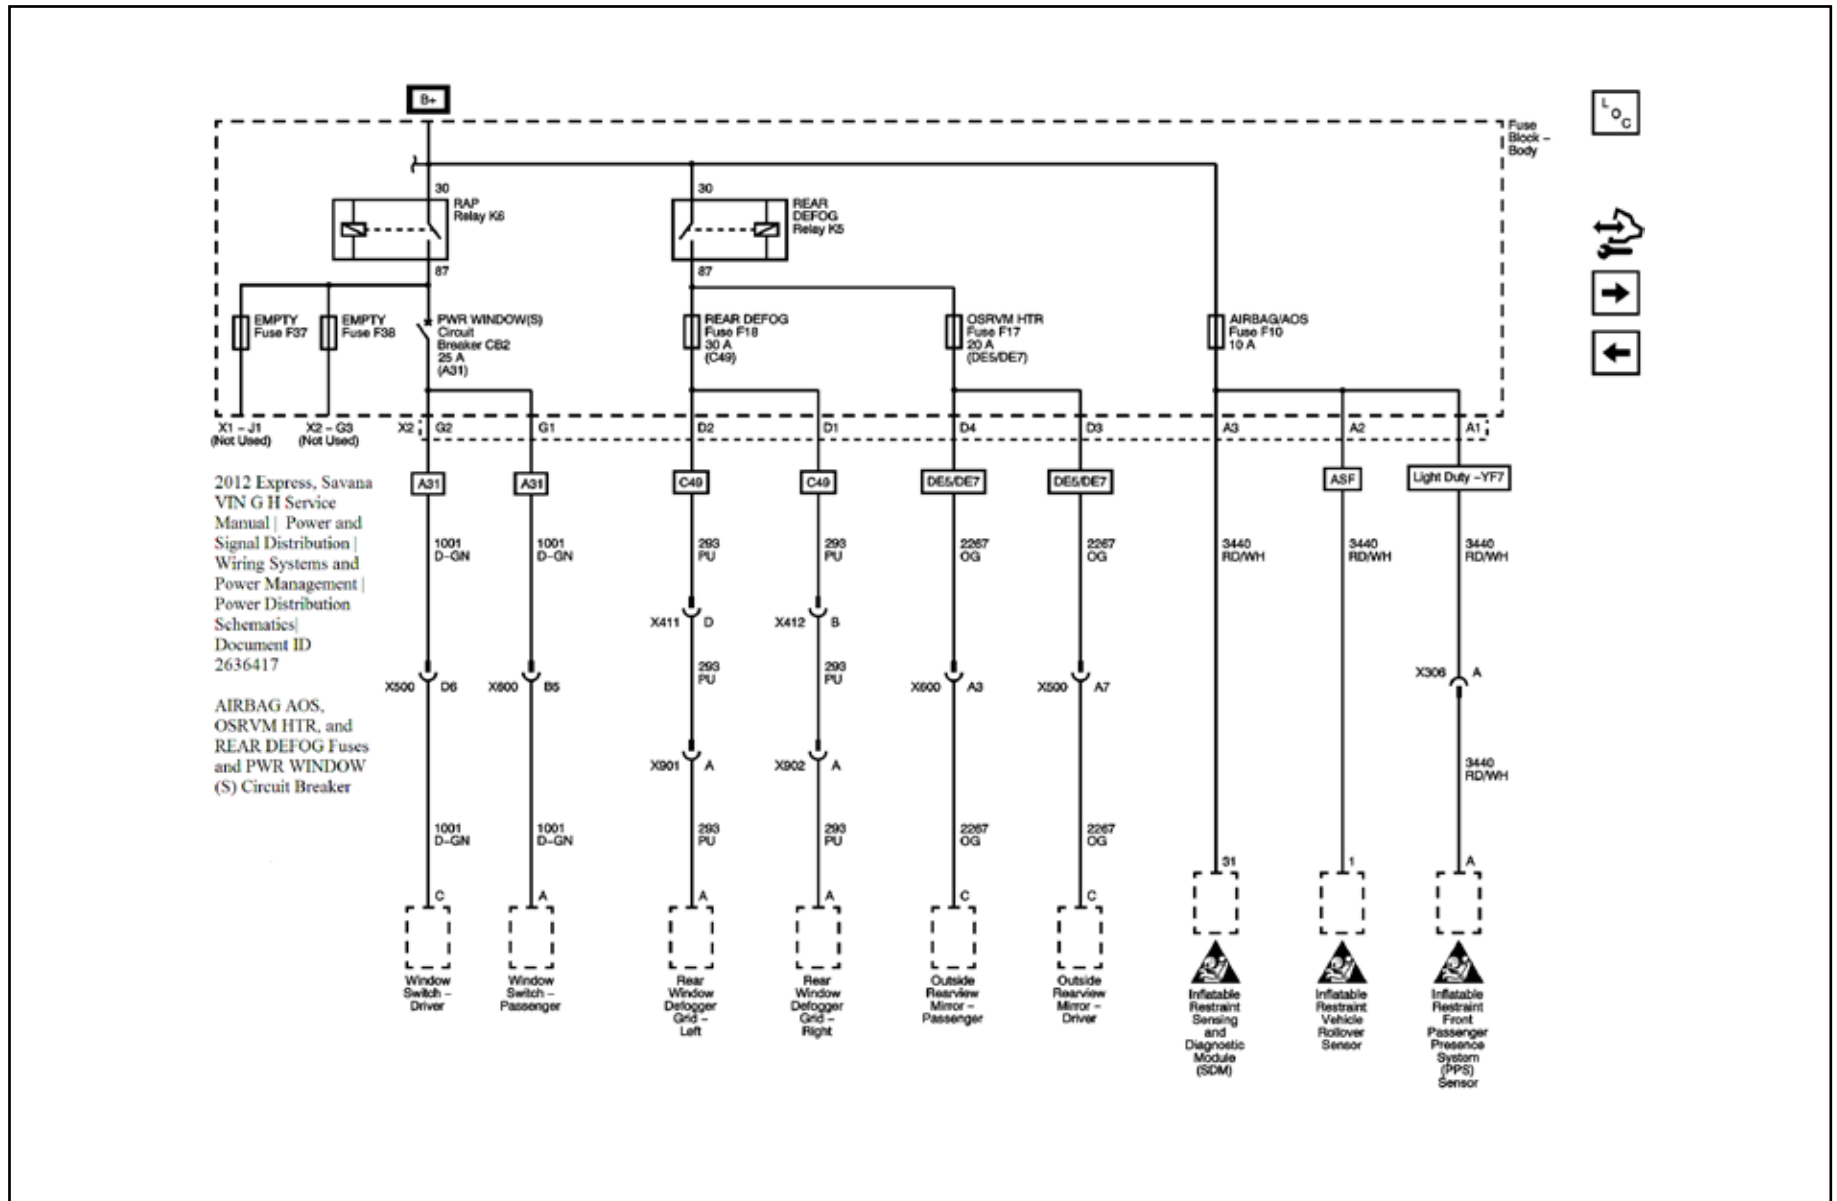 B+
L
O
C
Fuse
Block –
Body
30
RAP
Relay K6
87
30
REAR
DEFOG
Relay K5
87
EMPTY
Fuse F37
EMPTY
Fuse F38
PWR WINDOW(S)
Circuit
Breaker CB2
25 A
(A31)
REAR DEFOG
Fuse F18
30 A
(C49)
OSRVM HTR
Fuse F17
20 A
(DE5/DE7)
AIRBAG/AOS
Fuse F10
10 A
X1 – J1
(Not Used)
X2 – G3
(Not Used)
X2 G2 G1 D2 D1 D4 D3 A3 A2 A1
A31 A31 C49 C49 DE5/DE7 DE5/DE7 ASF Light Duty –YF7
2012 Express, Savana
VIN G H Service
Manual | Power and
Signal Distribution |
Wiring Systems and
Power Management |
Power Distribution
Schematics|
Document ID
2636417
AIRBAG AOS,
OSRVM HTR, and
REAR DEFOG Fuses
and PWR WINDOW
(S) Circuit Breaker
1001 1001 293 293 2267 2267 3440 3440 3440
D–GN D–GN PU PU OG OG RD/WH RD/WH RD/WH
X411 D X412 B
293 293
PU PU
X500 D6 X600 B5 X600 A3 X500 A7 X306 A
X901 A X902 A
3440
RD/WH
1001 1001 293 293 2267 2267
D–GN D–GN PU PU OG OG
31 1 A
C A A A C C
Window
Switch –
Driver
Window
Switch –
Passenger
Rear
Window
Defogger
Grid –
Left
Rear
Window
Defogger
Grid –
Right
Outside
Rearview
Mirror –
Passenger
Outside
Rearview
Mirror –
Driver
Inflatable
Restraint
Sensing
and
Diagnostic
Module
(SDM)
Inflatable
Restraint
Vehicle
Rollover
Sensor
Inflatable
Restraint
Front
Passenger
Presence
System
(PPS)
Sensor